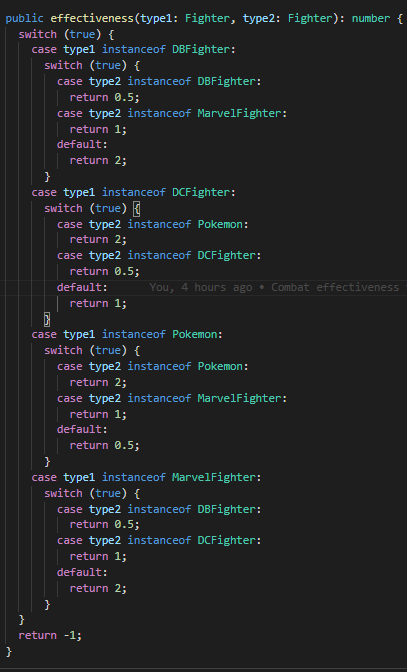 public effectiveness(type1: Fighter, type2: Fighter): number {
  switch (true) {
    case type1 instanceof DBFighter:
      switch (true) {
        case type2 instanceof DBFighter:
          return 0.5;
        case type2 instanceof MarvelFighter:
          return 1;
        default:
          return 2;
      }
    case type1 instanceof DCFighter:
      switch (true) {
        case type2 instanceof Pokemon:
          return 2;
        case type2 instanceof DCFighter:
          return 0.5;
        default:      You, 4 hours ago • Combat effectiveness
          return 1;
      }
    case type1 instanceof Pokemon:
      switch (true) {
        case type2 instanceof Pokemon:
          return 2;
        case type2 instanceof MarvelFighter:
          return 1;
        default:
          return 0.5;
      }
    case type1 instanceof MarvelFighter:
      switch (true) {
        case type2 instanceof DBFighter:
          return 0.5;
        case type2 instanceof DCFighter:
          return 1;
        default:
          return 2;
      }
  }
  return -1;
}